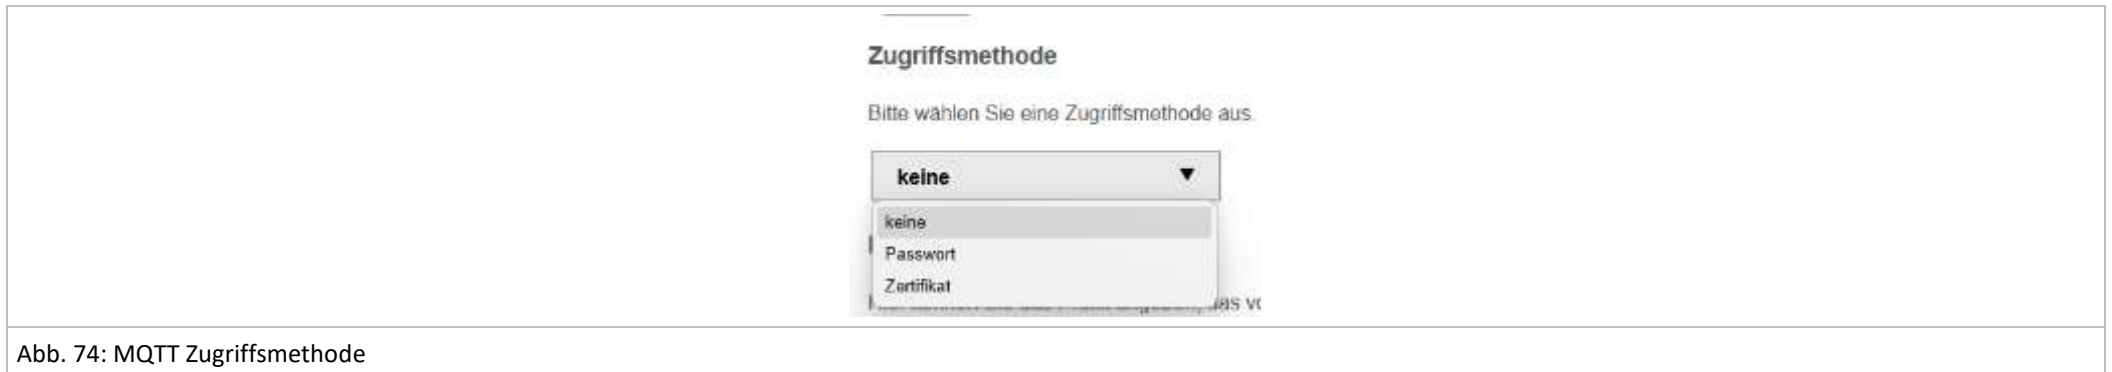 Zugriffsmethode
Bitte wählen Sie eine Zugriffsmethode aus.
keine ▼
keine
Passwort
Zertifikat
Abb. 74: MQTT Zugriffsmethode